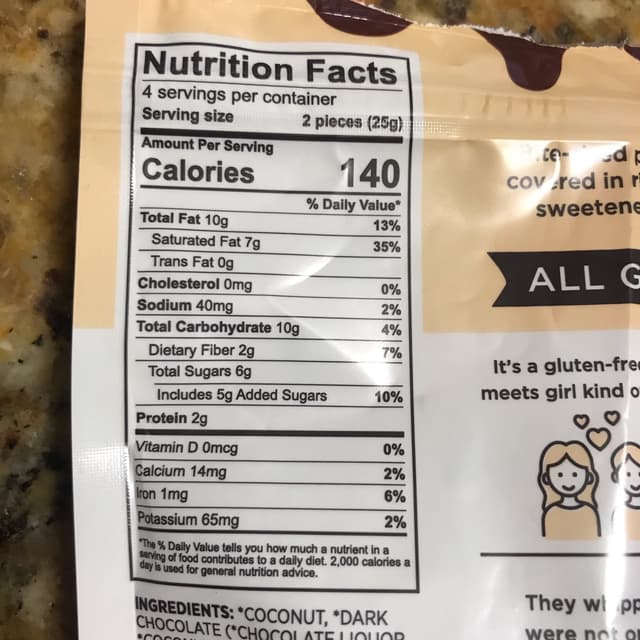 Nutrition Facts
4 servings per container
Serving size 2 pieces (25g)
Amount Per Serving
Calories 140
% Daily Value*
Total Fat 10g 13%
Saturated Fat 7g 35%
Trans Fat 0g
Cholesterol 0mg 0%
Sodium 40mg 2%
Total Carbohydrate 10g 4%
Dietary Fiber 2g 7%
Total Sugars 6g
Includes 5g Added Sugars 10%
Protein 2g
Vitamin D 0mcg 0%
Calcium 14mg 2%
Iron 1mg 6%
Potassium 65mg 2%
*The % Daily Value tells you how much a nutrient in a
serving of food contributes to a daily diet. 2,000 calories a
day is used for general nutrition advice.
INGREDIENTS: *COCONUT, *DARK
CHOCOLATE (*CHOCOLATE LIQUOR
covered in
sweetene
ALL G
It's a gluten-free
meets girl kind o
They whipp
were not